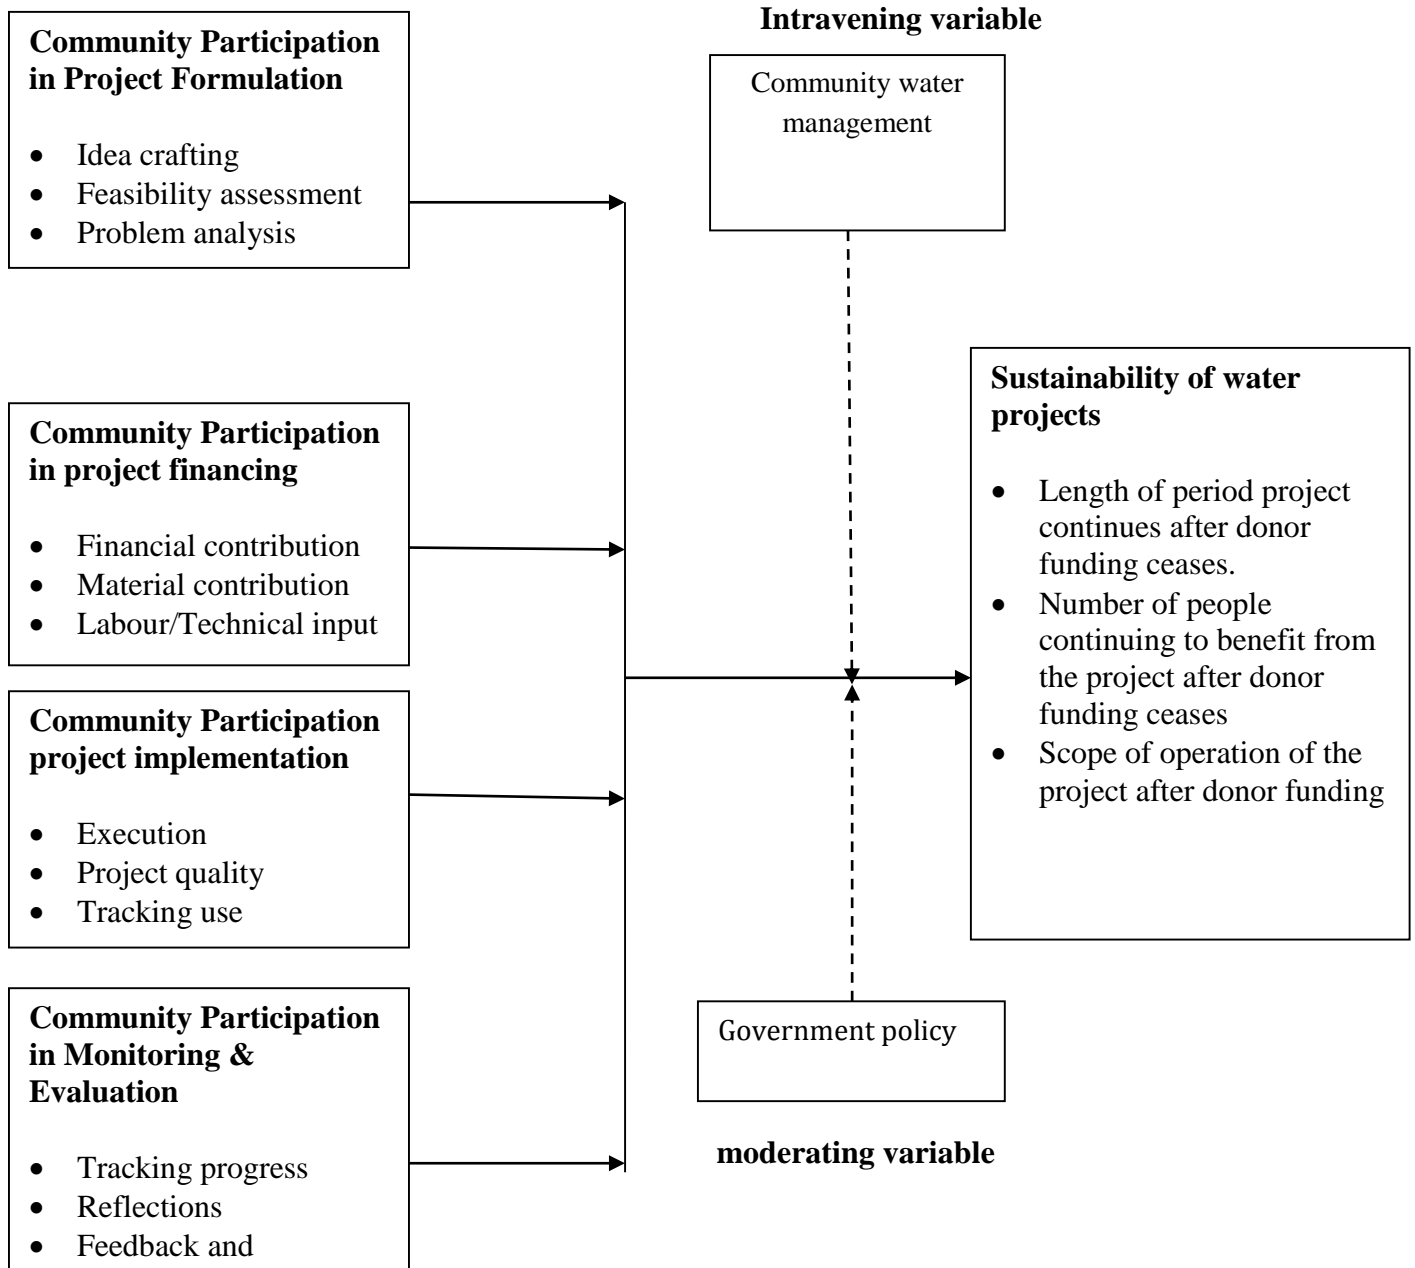 Intravening variable
Community Participation
in Project Formulation
• Idea crafting
• Feasibility assessment
• Problem analysis
Community water
management
Community Participation
in project financing
• Financial contribution
• Material contribution
• Labour/Technical input
Community Participation
project implementation
• Execution
• Project quality
• Tracking use
Community Participation
in Monitoring &
Evaluation
• Tracking progress
• Reflections
• Feedback and
Sustainability of water
projects
• Length of period project
continues after donor
funding ceases.
• Number of people
continuing to benefit from
the project after donor
funding ceases
• Scope of operation of the
project after donor funding
Government policy
moderating variable